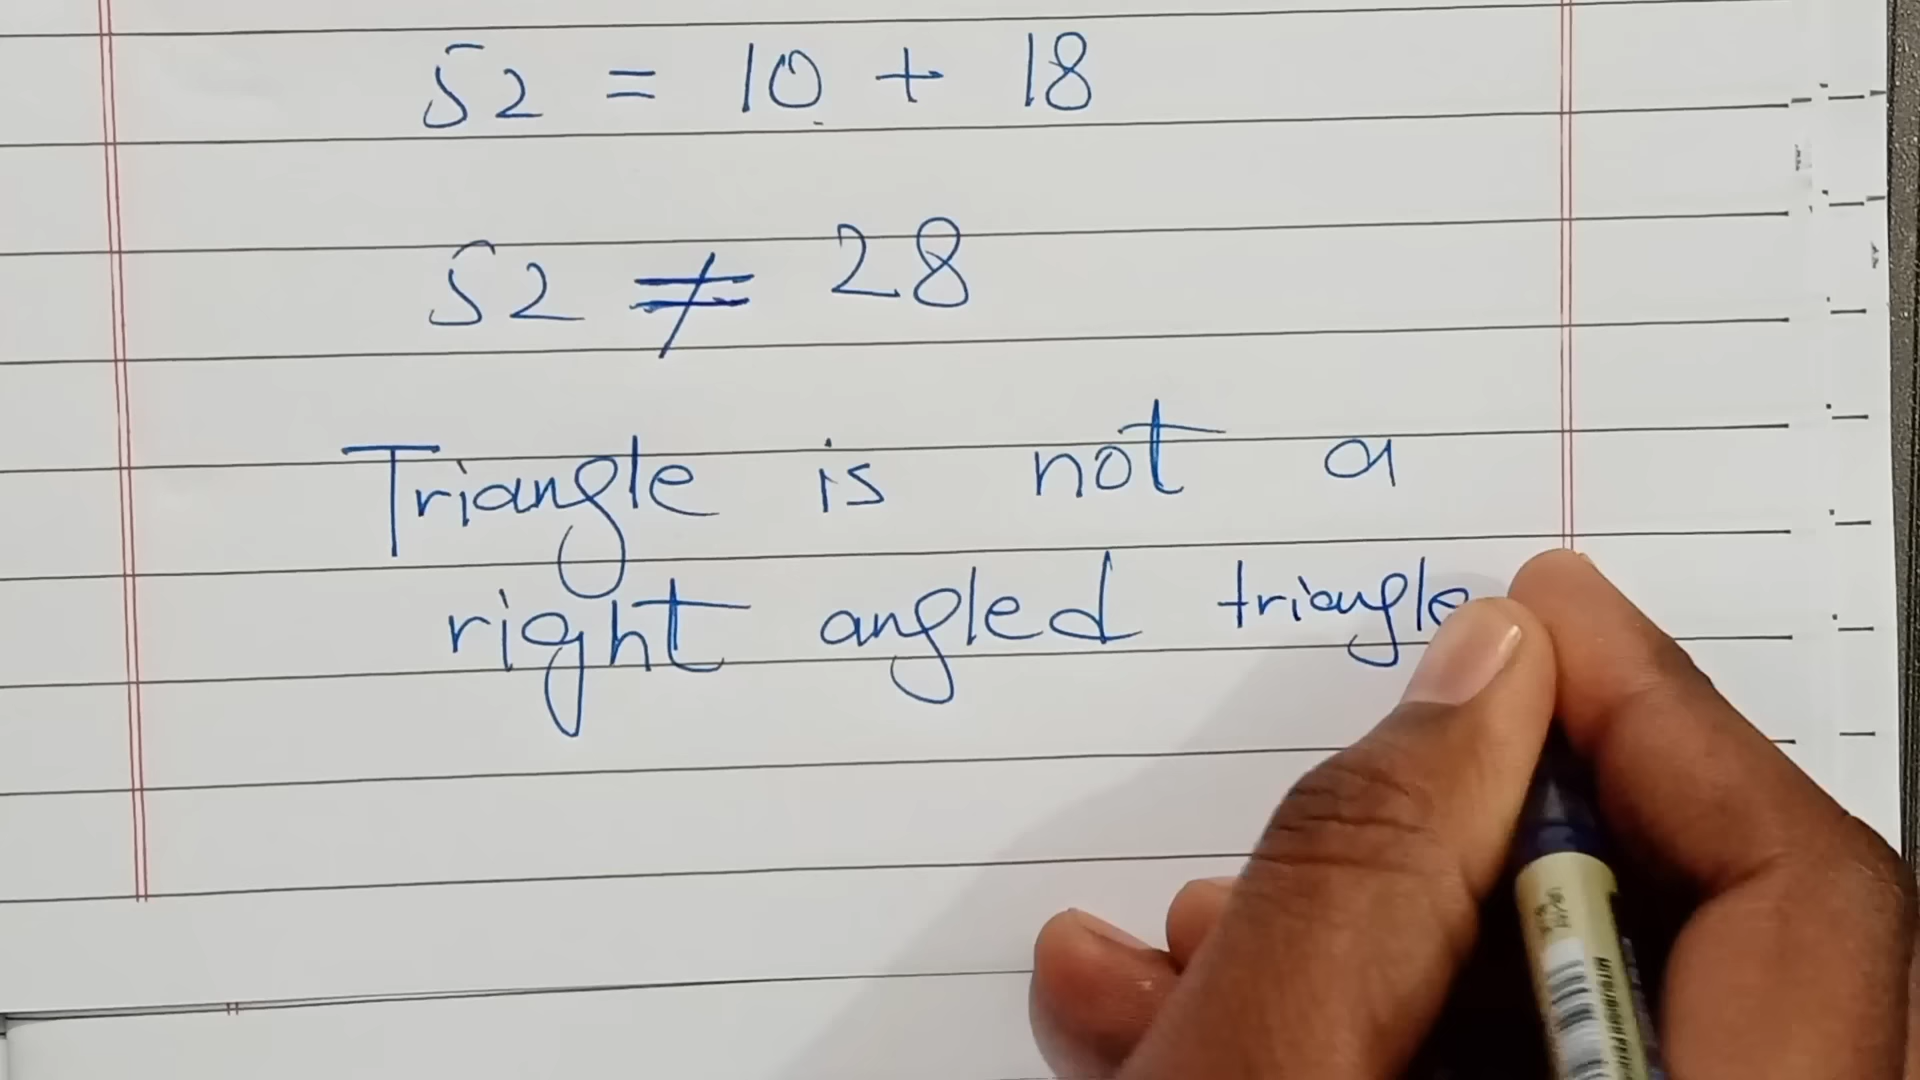 52 = 10 + 18
52 ≠ 28
Triangle is not a
right angled triangle